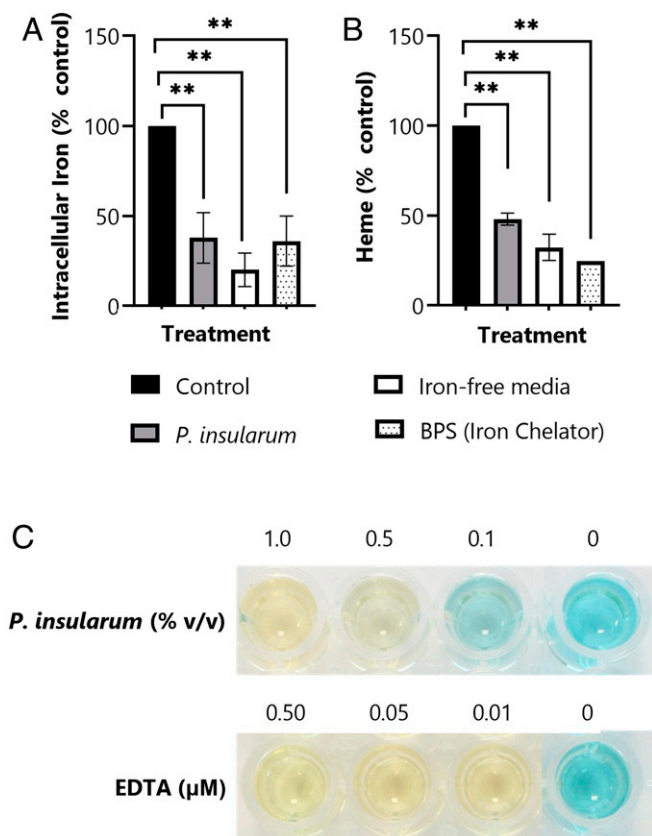 A
B
150
100
50
0
Intracellular Iron (% control)
**
**
**
Treatment
150
100
50
0
Heme (% control)
**
**
**
Treatment
Control
Iron-free media
P. insularum
BPS (Iron Chelator)
C
1.0 0.5 0.1 0
P. insularum (% v/v)
0.50 0.05 0.01 0
EDTA (µM)